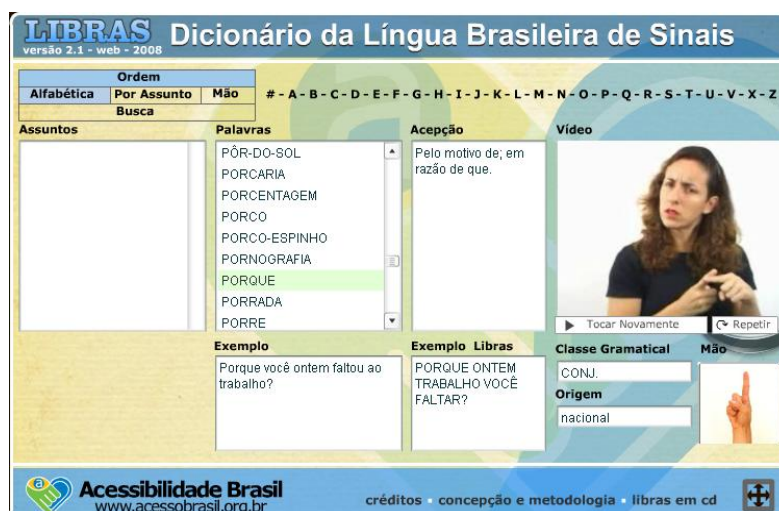 LIBRAS
versão 2.1 - web - 2008
Dicionário da Língua Brasileira de Sinais
Ordem
Alfabética Por Assunto Mão
Busca
# - A - B - C - D - E - F - G - H - I - J - K - L - M - N - O - P - Q - R - S - T - U - V - X - Z
Assuntos
Palavras
PÔR-DO-SOL
PORCARIA
PORCENTAGEM
PORCO
PORCO-ESPINHO
PORNOGRAFIA
PORQUE
PORRADA
PORRE
Acepção
Pelo motivo de; em
razão de que.
Vídeo
Tocar Novamente
Repetir
Exemplo
Porque você ontem faltou ao
trabalho?
Exemplo Libras
PORQUE ONTEM
TRABALHO VOCÊ
FALTAR?
Classe Gramatical
CONJ.
Origem
nacional
Mão
a
Acessibilidade Brasil
www.acessobrasil.org.br
créditos • concepção e metodologia • libras em cd